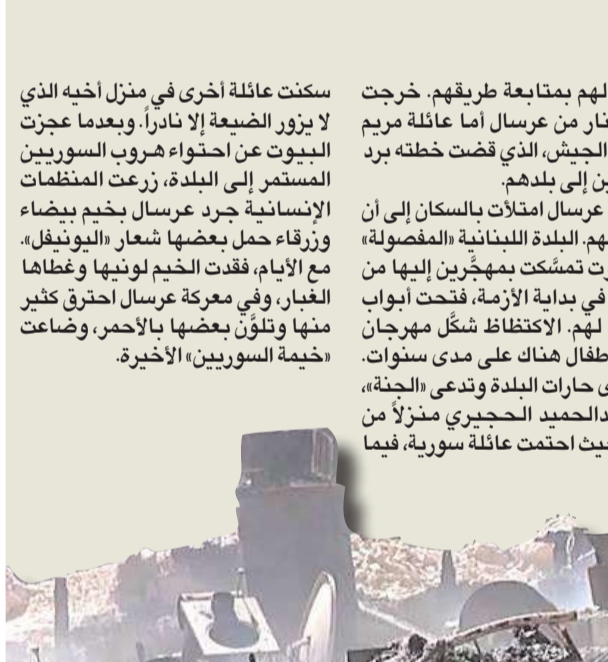 لهم بمتابعة طريقهم. خرجت
نار من عرسال أما عائلة مريم
الجيش، الذي قضت خطته برد
ين إلى بلدهم.
عرسال امتلأت بالسكان إلى أن
هم. البلدة اللبنانية «المفصولة»
رت تمسَّكت بمهجَّرين إليها من
في بداية الأزمة، فتحت أبواب
لهم. الاكتظاظ شكَّل مهرجان
طفال هناك على مدى سنوات.
ى حارات البلدة وتدعى «الجنة»،
دالحميد الحجيري منزلاً من
حيث احتمت عائلة سورية، فيما
سكنت عائلة أخرى في منزل أخيه الذي
لا يزور الضيعة إلا نادراً. وبعدما عجزت
البيوت عن احتواء هروب السوريين
المستمر إلى البلدة، زرعت المنظمات
الإنسانية جرد عرسال بخيم بيضاء
وزرقاء حمل بعضها شعار «اليونيفل».
مع الأيام، فقدت الخيم لونيها وغطاها
الغبار، وفي معركة عرسال احترق كثير
منها وتلوَّن بعضها بالأحمر، وضاعت
«خيمة السوريين» الأخيرة.